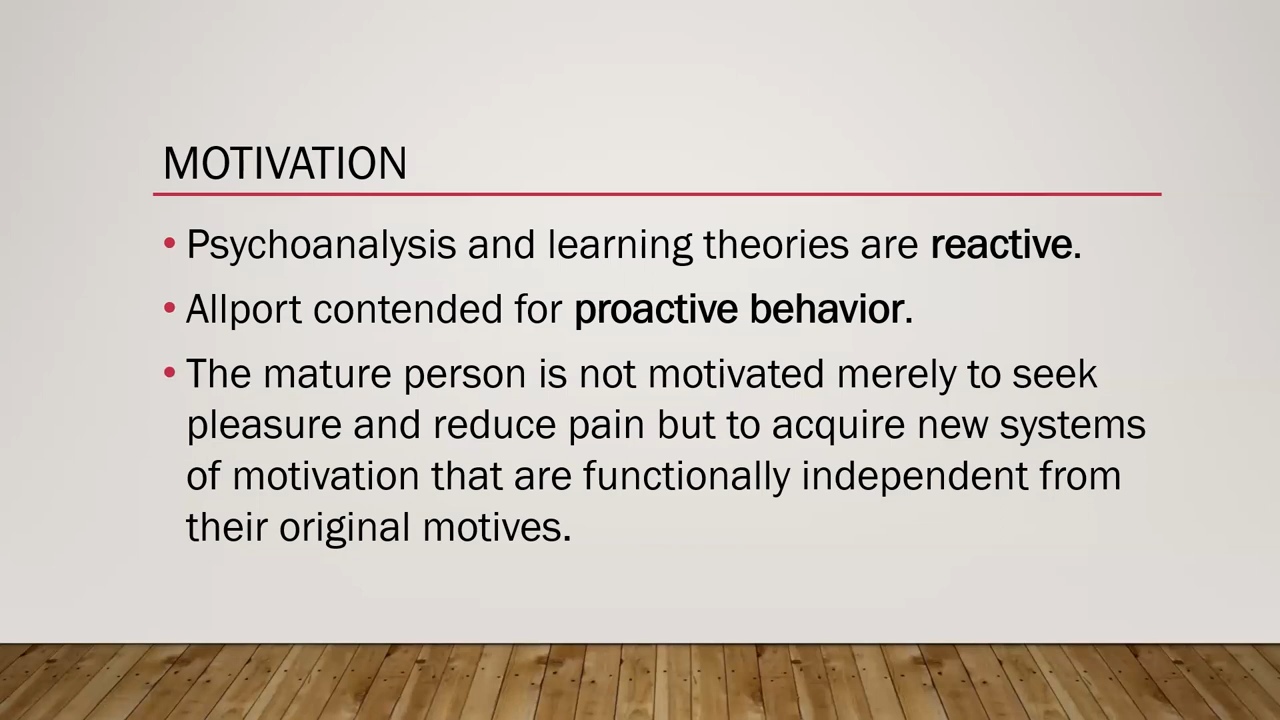 MOTIVATION
• Psychoanalysis and learning theories are reactive.
• Allport contended for proactive behavior.
• The mature person is not motivated merely to seek
pleasure and reduce pain but to acquire new systems
of motivation that are functionally independent from
their original motives.